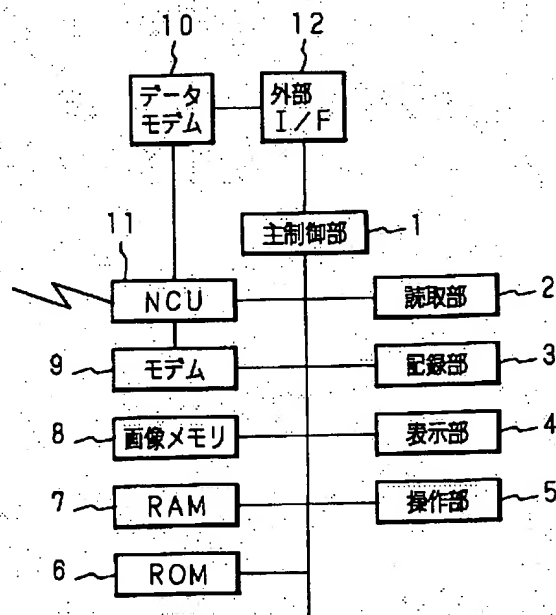 10
12
データ
モデム
外部
I/F
主制御部
1
11
NCU
読取部
2
9
モデム
記録部
3
8
画像メモリ
表示部
4
7
RAM
操作部
5
6
ROM